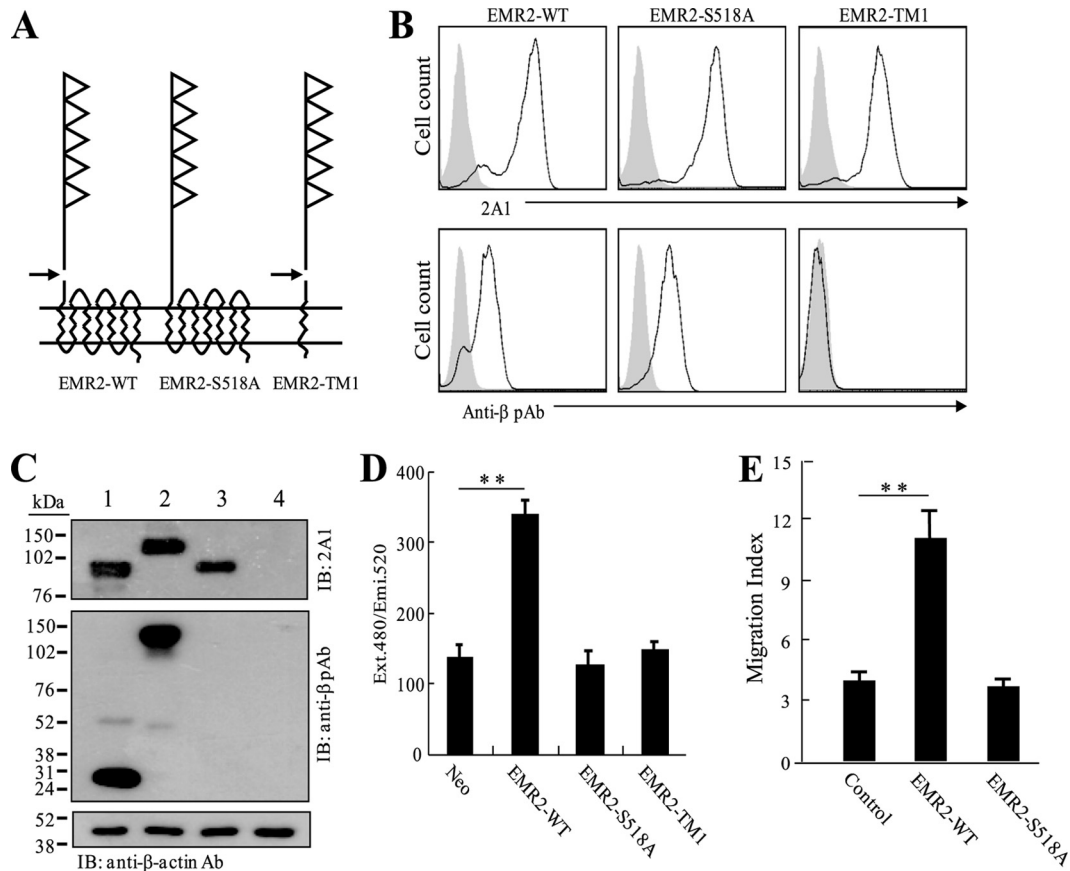 A
EMR2-WT EMR2-S518A EMR2-TM1
B
EMR2-WT EMR2-S518A EMR2-TM1
Cell count
2A1
Cell count
Anti-β pAb
C
kDa 1 2 3 4
150
102
76
IB: 2A1
150
102
76
52
38
31
24
IB: anti-β pAb
52
38
IB: anti-β-actin Ab
D
Ext.480/Emi.520
400
300
200
100
0
**
Neo
EMR2-WT
EMR2-S518A
EMR2-TM1
E
Migration Index
15
12
9
6
3
0
**
Control
EMR2-WT
EMR2-S518A